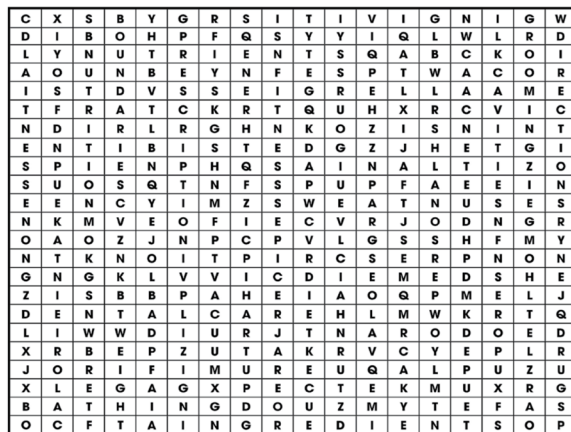 C X S B Y G R S I T I V I G N I G W
D I B O H P F Q S Y Y I Q L W L R D
L Y N U T R I E N T S Q A B C K O I
A O U N B E Y N F E S P T W A C O R
I S T D V S S E I G R E L L A A M E
T F R A T C K R T Q U H X R C V I C
N D I R L R G H N K O Z I S N I N T
E N T I B I S T E D G Z J H E T G I
S P I E N P H Q S A I N A L T I Z O
S U O S Q T N F S P U P F A E E I N
E E N C Y I M Z S W E A T N U S E S
N K M V E O F I E C V R J O D N G R
O A O Z J N P C P V L G S S H F M Y
N T K N O I T P I R C S E R P N O N
G N G K L V V I C D I E M E D S H E
Z I S B B P A H E I A O Q P M E L J
D E N T A L C A R E H L M W K R T Q
L I W W D I U R J T N A R O D O E D
X R B E P Z U T A K R V C Y E P L R
J O R I F I M U R E U Q A L P U Z U
X L E G A G X P E C T E K M U X R G
B A T H I N G D O U Z M Y T E F A S
O C F T A I N G R E D I E N T S O P